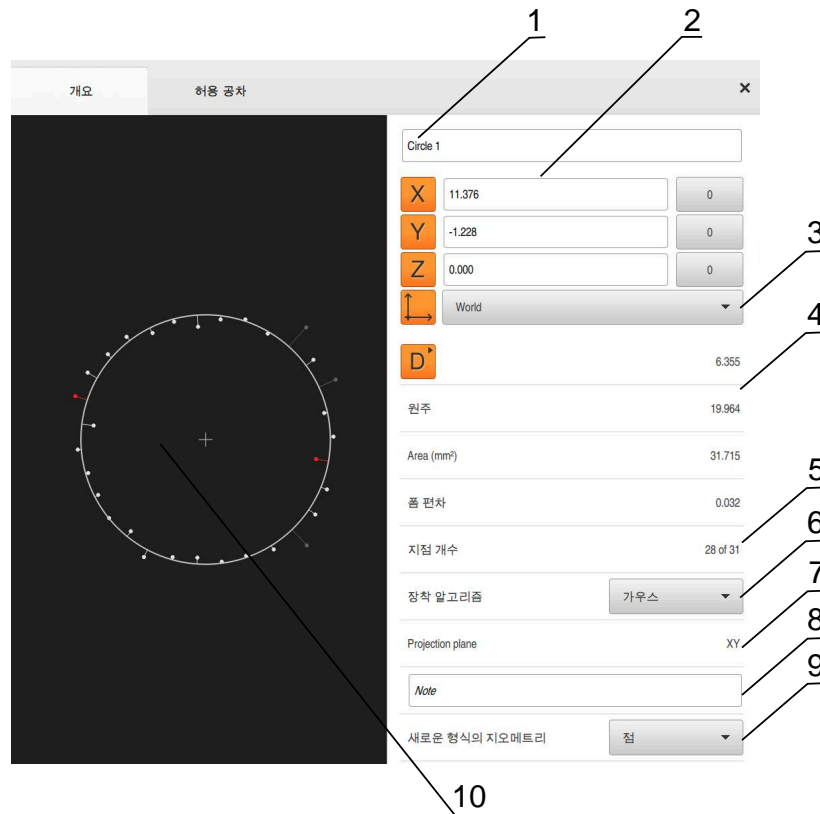 1
2
개요 허용 공차 ×
Circle 1
X 11.376 0
Y -1.228 0
3
Z 0.000 0
World
4
D 6.355
원주 19.964
Area (mm²) 31.715
5
폼 편차 0.032
6
지점 개수 28 of 31
7
장착 알고리즘 가우스
8
Projection plane XY
9
Note
새로운 형식의 지오메트리 점
10